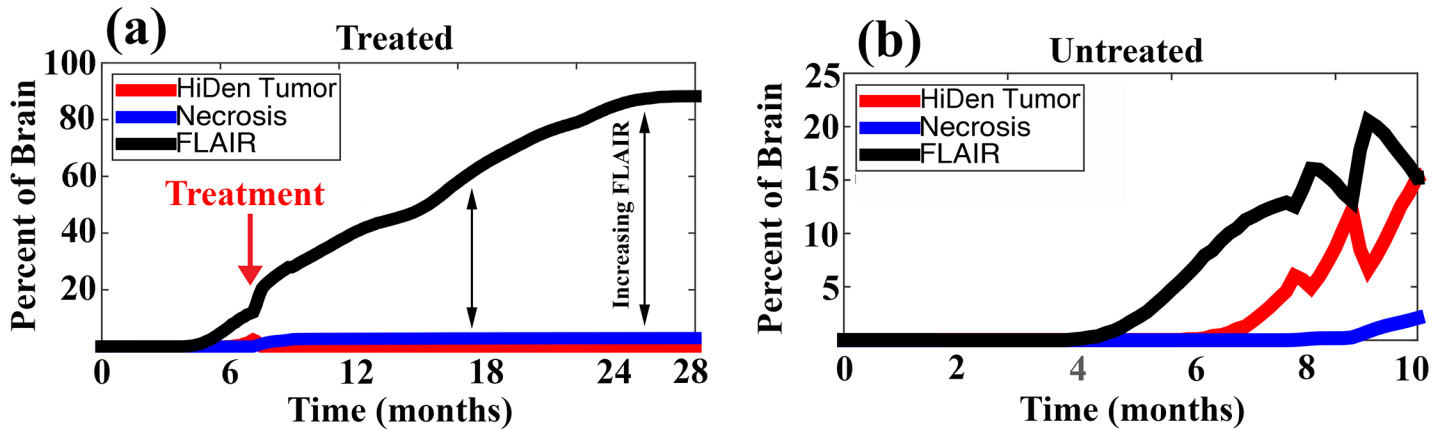 (a)
Treated
Percent of Brain
100
80
60
40
20
HiDen Tumor
Necrosis
FLAIR
Treatment
Increasing FLAIR
0 6 12 18 24 28
Time (months)
(b)
Untreated
Percent of Brain
25
20
15
10
5
HiDen Tumor
Necrosis
FLAIR
0 2 4 6 8 10
Time (months)